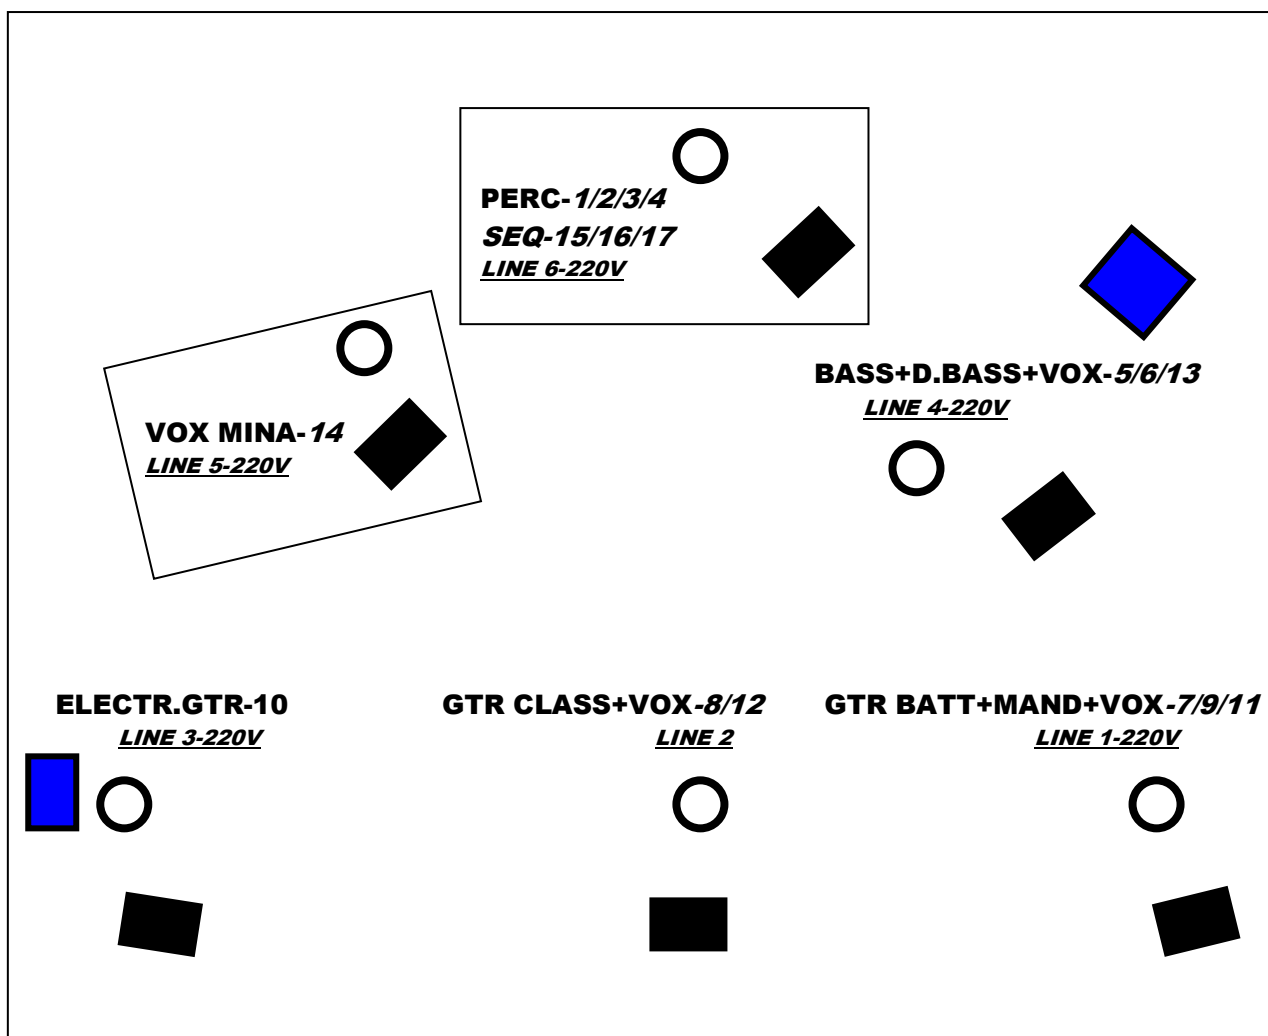 PERC-1/2/3/4
SEQ-15/16/17
LINE 6-220V
BASS+D.BASS+VOX-5/6/13
LINE 4-220V
VOX MINA-14
LINE 5-220V
ELECTR.GTR-10
LINE 3-220V
GTR CLASS+VOX-8/12
LINE 2
GTR BATT+MAND+VOX-7/9/11
LINE 1-220V